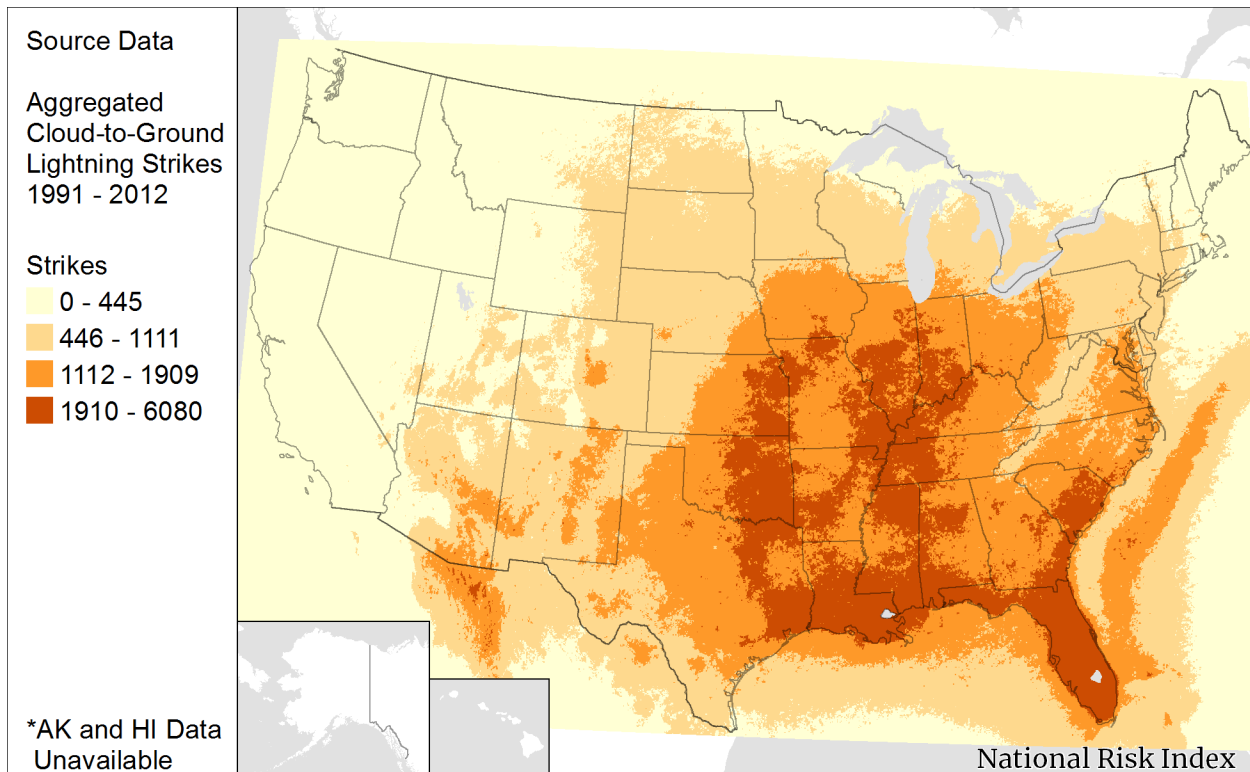 Source Data
Aggregated
Cloud-to-Ground
Lightning Strikes
1991 - 2012
Strikes
0 - 445
446 - 1111
1112 - 1909
1910 - 6080
*AK and HI Data
Unavailable
National Risk Index